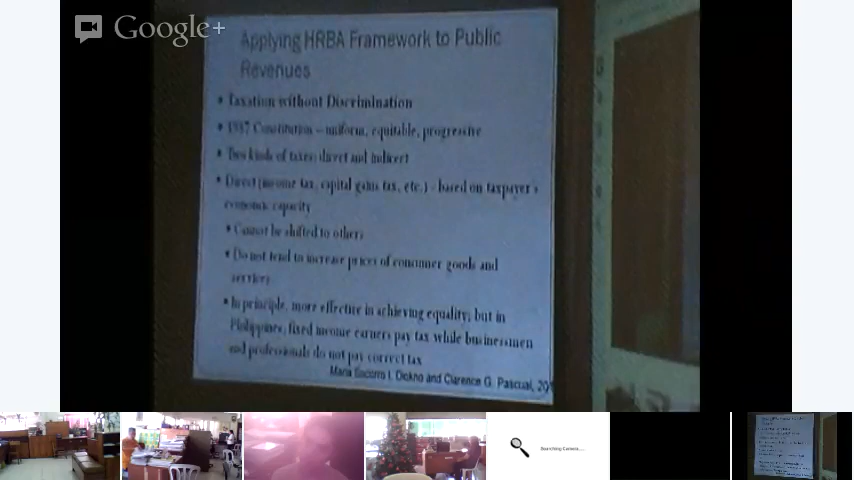 Google+
Applying HRBA Framework to Public
Revenues
• Taxation without Discrimination
• 1987 Constitution – uniform, equitable, progressive
• Two kinds of taxes: direct and indirect
• Direct (income tax, capital gains tax, etc.) - based on taxpayer's
economic capacity
• Cannot be shifted to others
• Do not tend to increase prices of consumer goods and
services
• In principle, more effective in achieving equality; but in
Philippines, fixed income earners pay tax while businessmen
and professionals do not pay correct tax
Maria Socorro I. Diokno and Clarence G. Pascual, 20
Searching Camera....